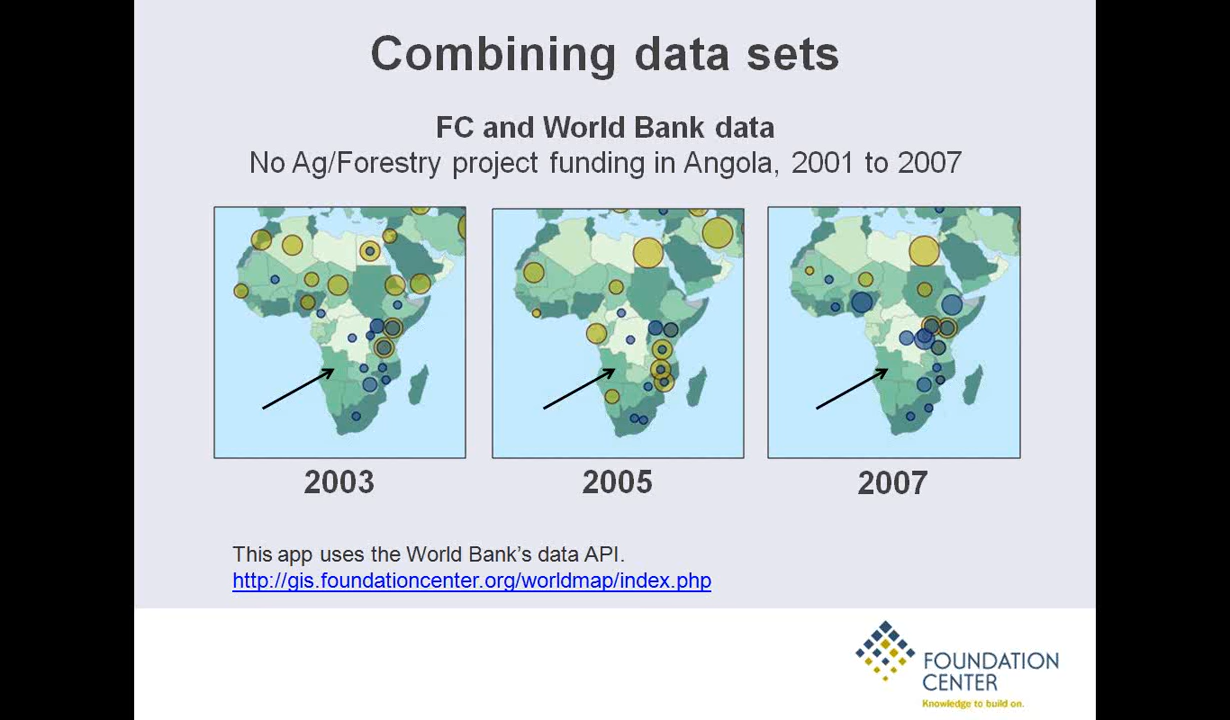 Combining data sets
FC and World Bank data
No Ag/Forestry project funding in Angola, 2001 to 2007
2003
2005
2007
This app uses the World Bank’s data API.
http://gis.foundationcenter.org/worldmap/index.php
FOUNDATION
CENTER
Knowledge to build on.